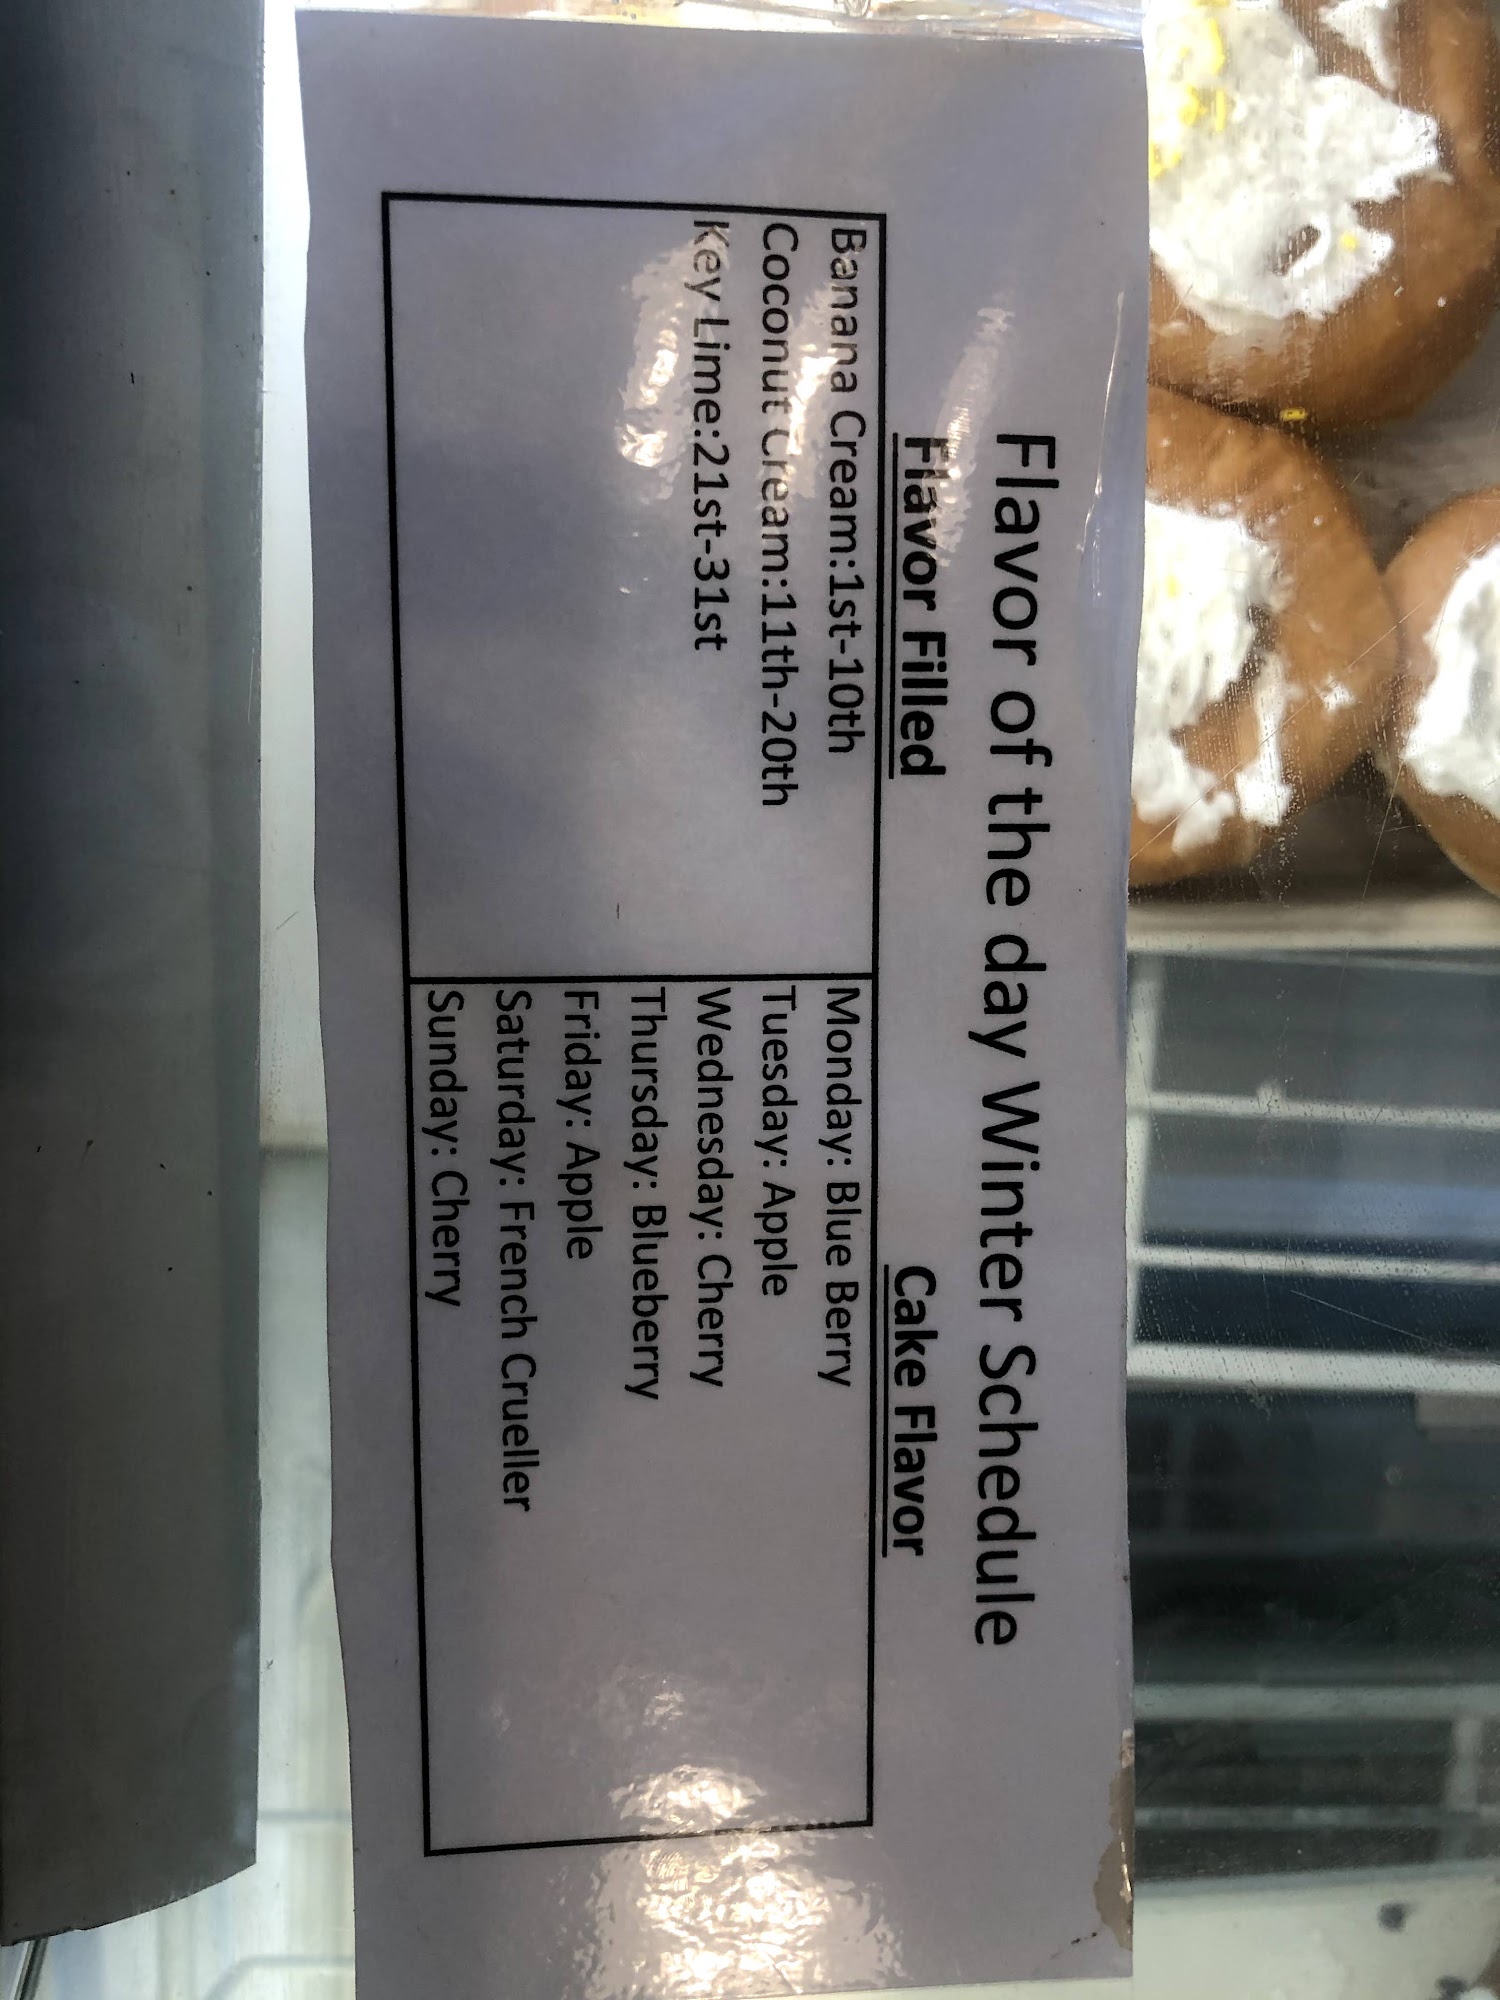 Flavor of the day Winter Schedule
Flavor Filled
Cake Flavor
Banana Cream:1st-10th
Coconut Cream:11th-20th
Key Lime:21st-31st
Monday: Blue Berry
Tuesday: Apple
Wednesday: Cherry
Thursday: Blueberry
Friday: Apple
Saturday: French Crueller
Sunday: Cherry